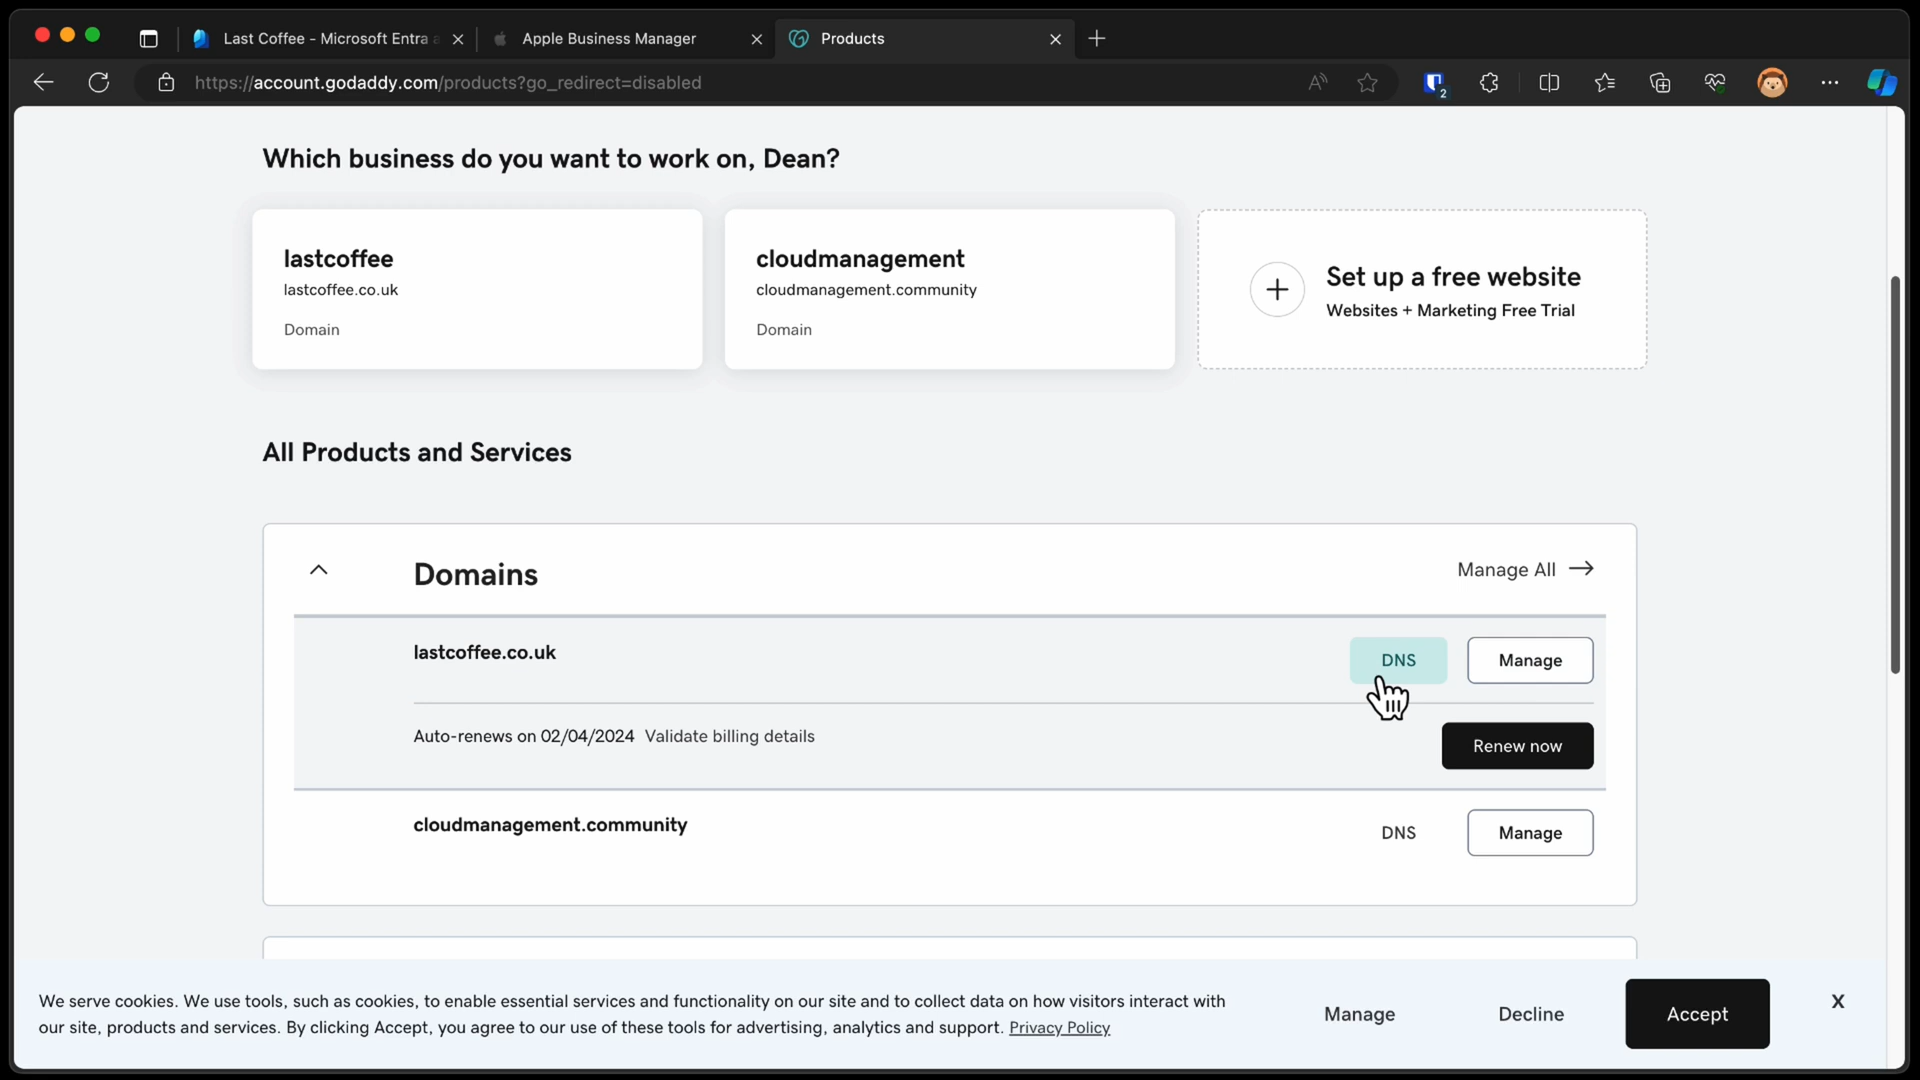 Last Coffee - Microsoft Entra a
Apple Business Manager
Products
https://account.godaddy.com/products?go_redirect=disabled
2
Which business do you want to work on, Dean?
lastcoffee
lastcoffee.co.uk
Domain
cloudmanagement
cloudmanagement.community
Domain
Set up a free website
Websites + Marketing Free Trial
All Products and Services
Domains
Manage All
lastcoffee.co.uk
DNS
Manage
Auto-renews on 02/04/2024 Validate billing details
Renew now
cloudmanagement.community
DNS
Manage
We serve cookies. We use tools, such as cookies, to enable essential services and functionality on our site and to collect data on how visitors interact with
our site, products and services. By clicking Accept, you agree to our use of these tools for advertising, analytics and support. Privacy Policy
Manage
Decline
Accept
X